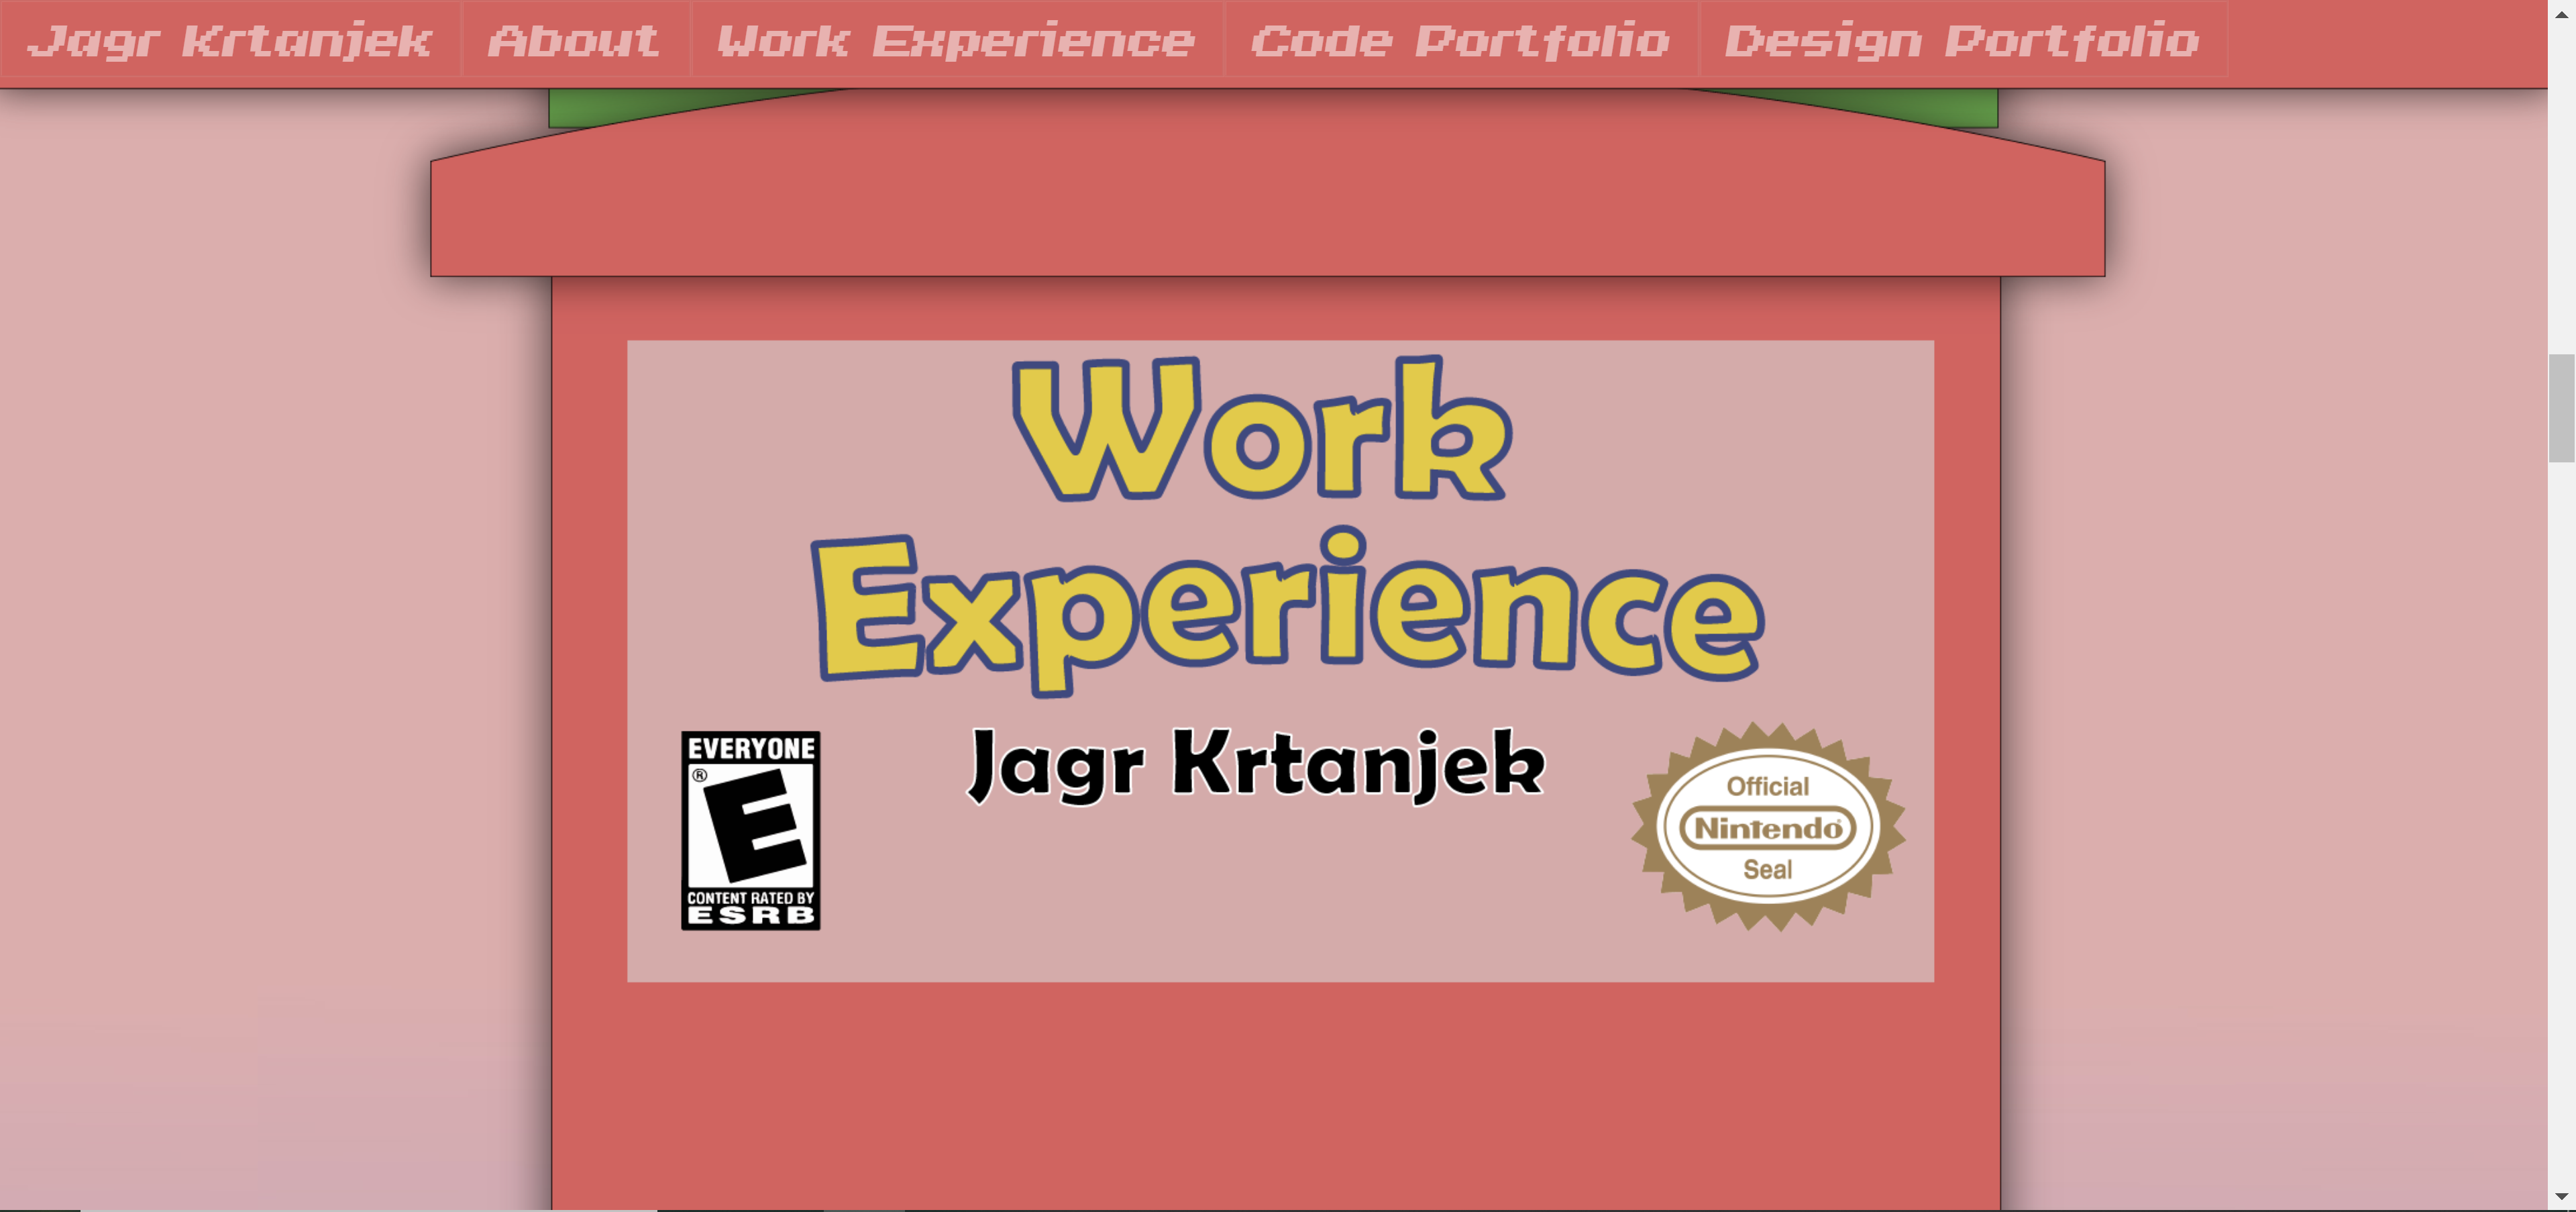 Jagr Krtanjek About Work Experience Code Portfolio Design Portfolio
Work
Experience
Jagr Krtanjek
EVERYONE
®
E
CONTENT RATED BY
ESRB
Official
Nintendo®
Seal